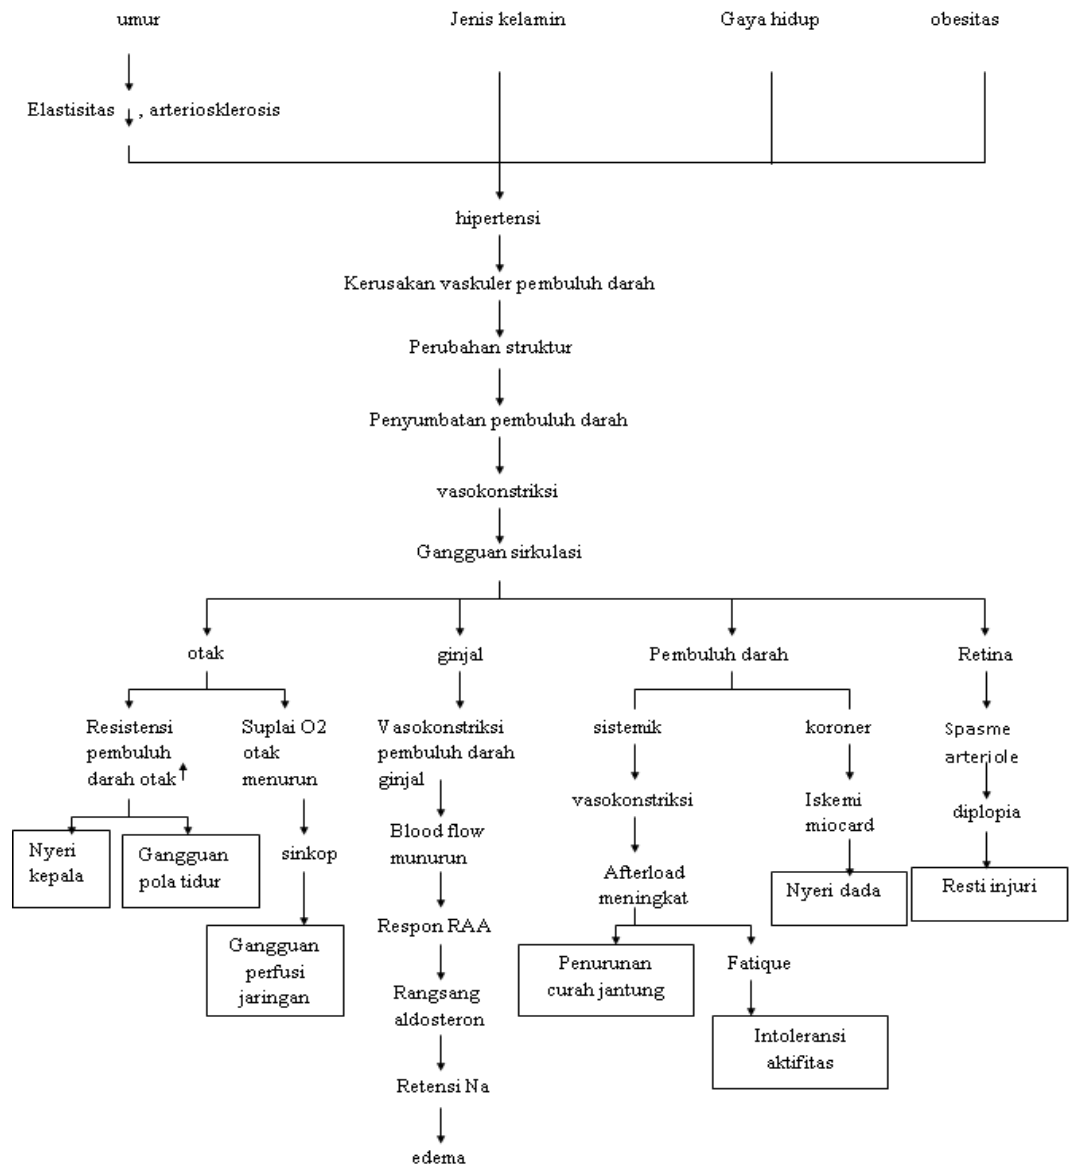 umur
Jenis kelamin
Gaya hidup
obesitas
Elastisitas ↓, arteriosklerosis
hipertensi
Kerusakan vaskuler pembuluh darah
Perubahan struktur
Penyumbatan pembuluh darah
vasokonstriksi
Gangguan sirkulasi
otak
ginjal
Pembuluh darah
Retina
Resistensi
pembuluh
darah otak↑
Suplai O2
otak
menurun
Vasokonstriksi
pembuluh darah
ginjal
sistemik
koroner
Spasme
arteriole
Nyeri
kepala
Gangguan
pola tidur
sinkop
Gangguan
perfusi
jaringan
Blood flow
munurun
Respon RAA
Rangsang
aldosteron
Retensi Na
edema
vasokonstriksi
Afterload
meningkat
Penurunan
curah jantung
Fatique
Intoleransi
aktifitas
Iskemi
miocard
Nyeri dada
diplopia
Resti injuri